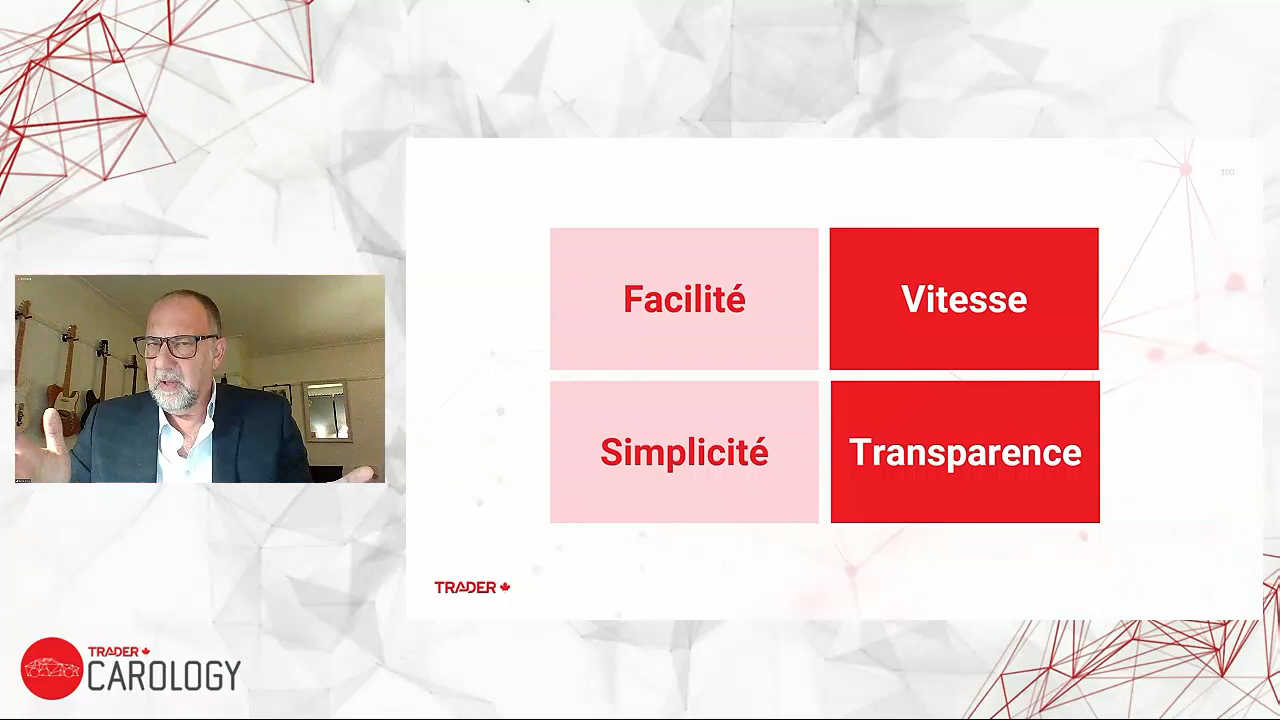 Facilité
Vitesse
Simplicité
Transparence
TRADER
TRADER
CAROLOGY